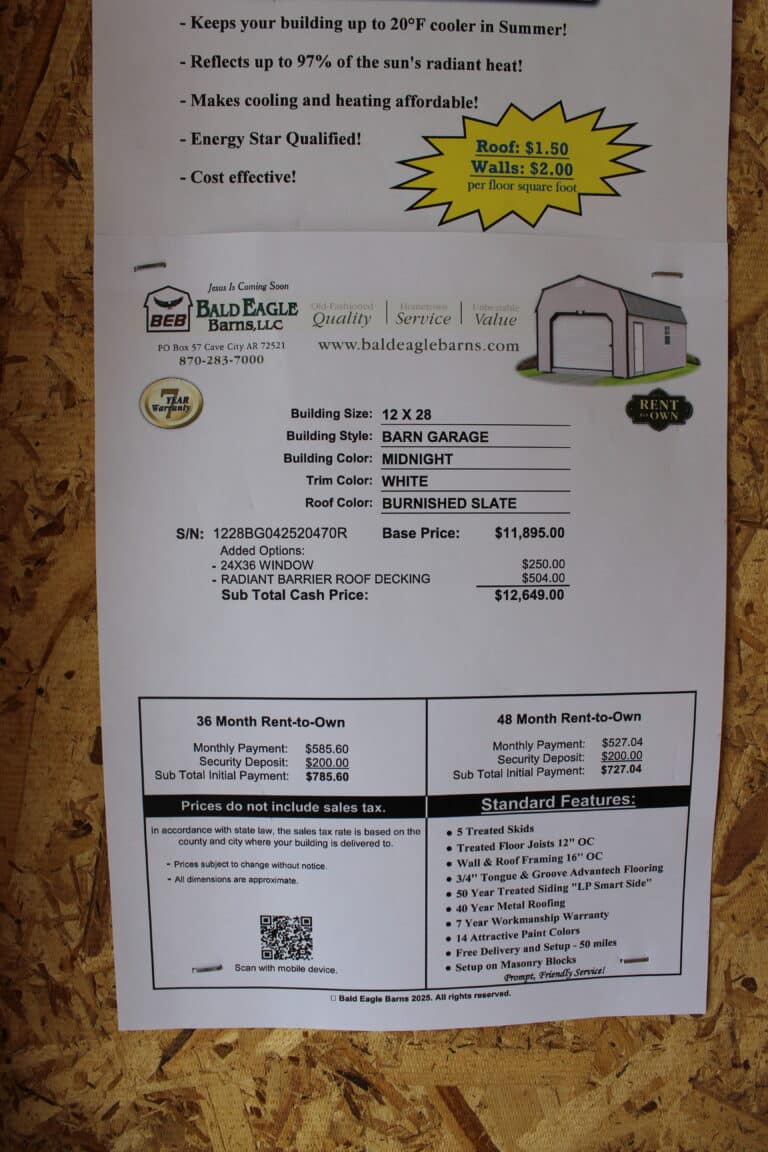 - Keeps your building up to 20°F cooler in Summer!
- Reflects up to 97% of the sun's radiant heat!
- Makes cooling and heating affordable!
- Energy Star Qualified!
- Cost effective!
Roof: $1.50
Walls: $2.00
per floor square foot
Jesus Is Coming Soon
BEB
BALD EAGLE
BARNS, LLC
PO Box 57 Cave City AR 72521
870-283-7000
Old-Fashioned Quality | Hometown Service | Unbeatable Value
www.baldeaglebarns.com
7 YEAR Warranty
RENT TO OWN
Building Size: 12 X 28
Building Style: BARN GARAGE
Building Color: MIDNIGHT
Trim Color: WHITE
Roof Color: BURNISHED SLATE
S/N: 1228BG042520470R Base Price: $11,895.00
Added Options:
- 24X36 WINDOW $250.00
- RADIANT BARRIER ROOF DECKING $504.00
Sub Total Cash Price: $12,649.00
36 Month Rent-to-Own
Monthly Payment: $585.60
Security Deposit: $200.00
Sub Total Initial Payment: $785.60
48 Month Rent-to-Own
Monthly Payment: $527.04
Security Deposit: $200.00
Sub Total Initial Payment: $727.04
Prices do not include sales tax.
In accordance with state law, the sales tax rate is based on the
county and city where your building is delivered to.
- Prices subject to change without notice.
- All dimensions are approximate.
Scan with mobile device.
Standard Features:
• 5 Treated Skids
• Treated Floor Joists 12" OC
• Wall & Roof Framing 16" OC
• 3/4" Tongue & Groove Advantech Flooring
• 50 Year Treated Siding "LP Smart Side"
• 40 Year Metal Roofing
• 7 Year Workmanship Warranty
• 14 Attractive Paint Colors
• Free Delivery and Setup - 50 miles
• Setup on Masonry Blocks
Prompt, Friendly Service!
□ Bald Eagle Barns 2025. All rights reserved.